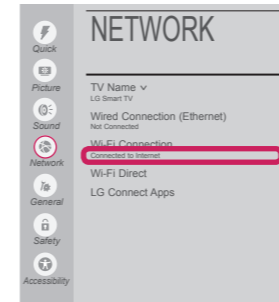 NETWORK
Quick
Picture
Sound
Network
General
Safety
Accessibility
TV Name
LG Smart TV
Wired Connection (Ethernet)
Not Connected
Wi-Fi Connection
Connected to Internet
Wi-Fi Direct
LG Connect Apps